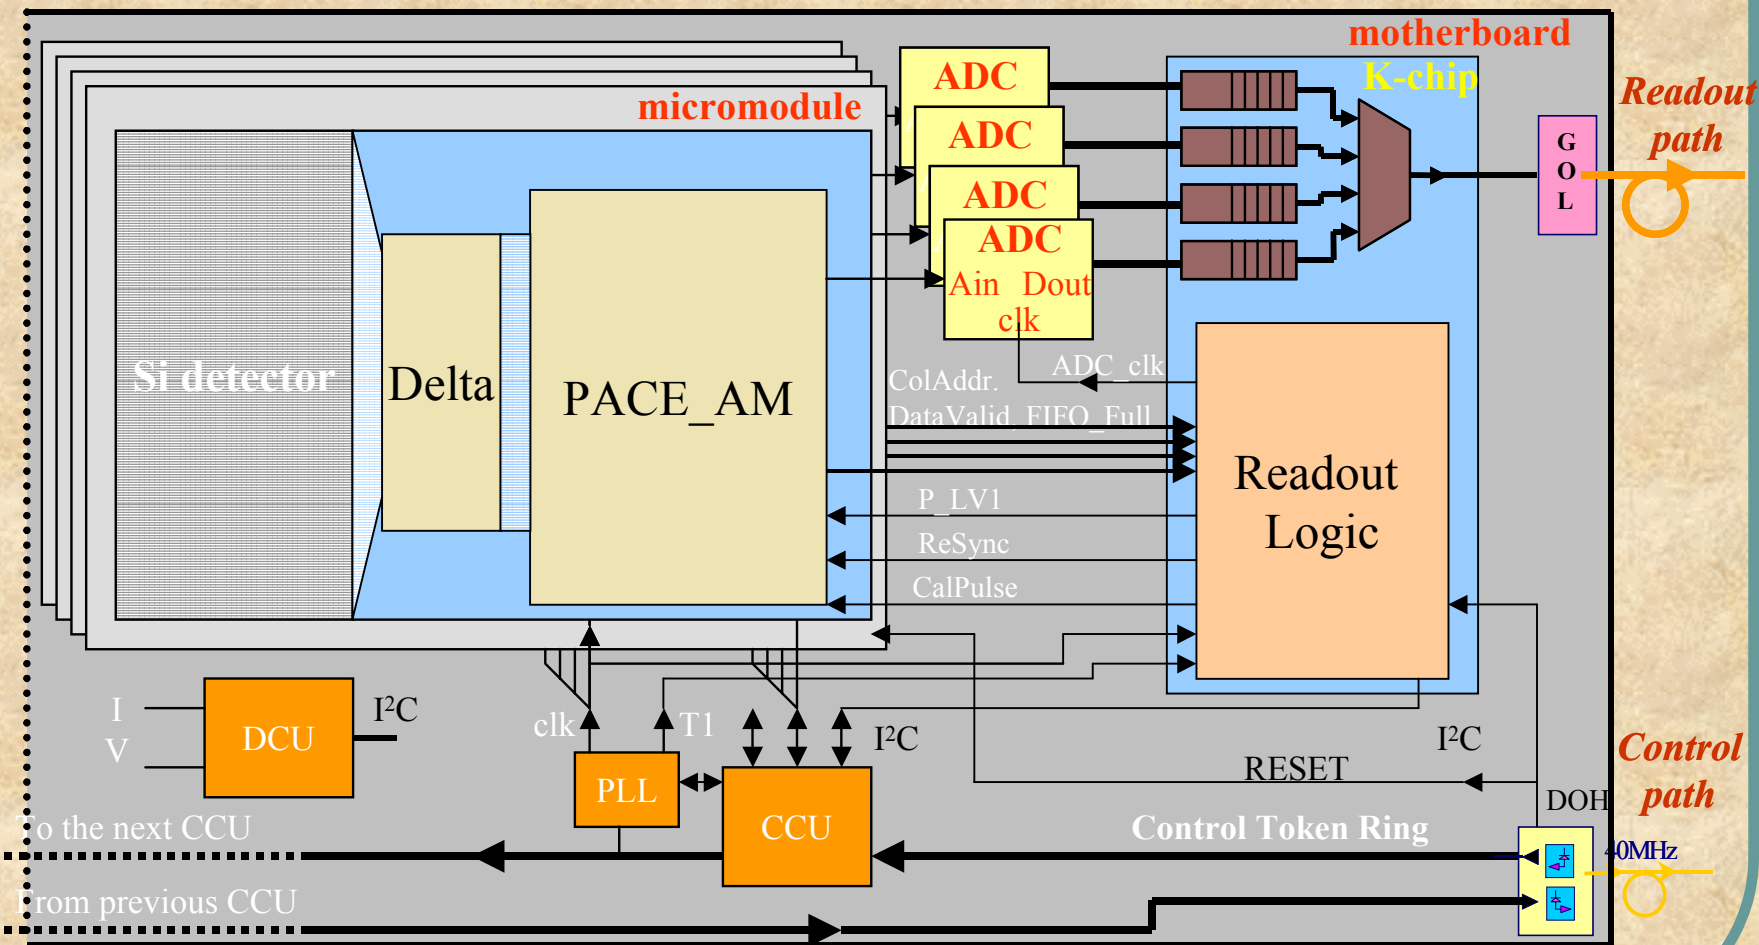 motherboard
K-chip
micromodule
ADC
ADC
ADC
ADC
Ain Dout
clk
G
O
L
Readout
path
Si detector
Delta
PACE_AM
ADC_clk
ColAddr.
DataValid, FIFO_Full
Readout
Logic
P_LV1
ReSync
CalPulse
I
V
DCU
I²C
clk
T1
I²C
I²C
PLL
CCU
RESET
DOH
Control
path
To the next CCU
Control Token Ring
40MHz
From previous CCU